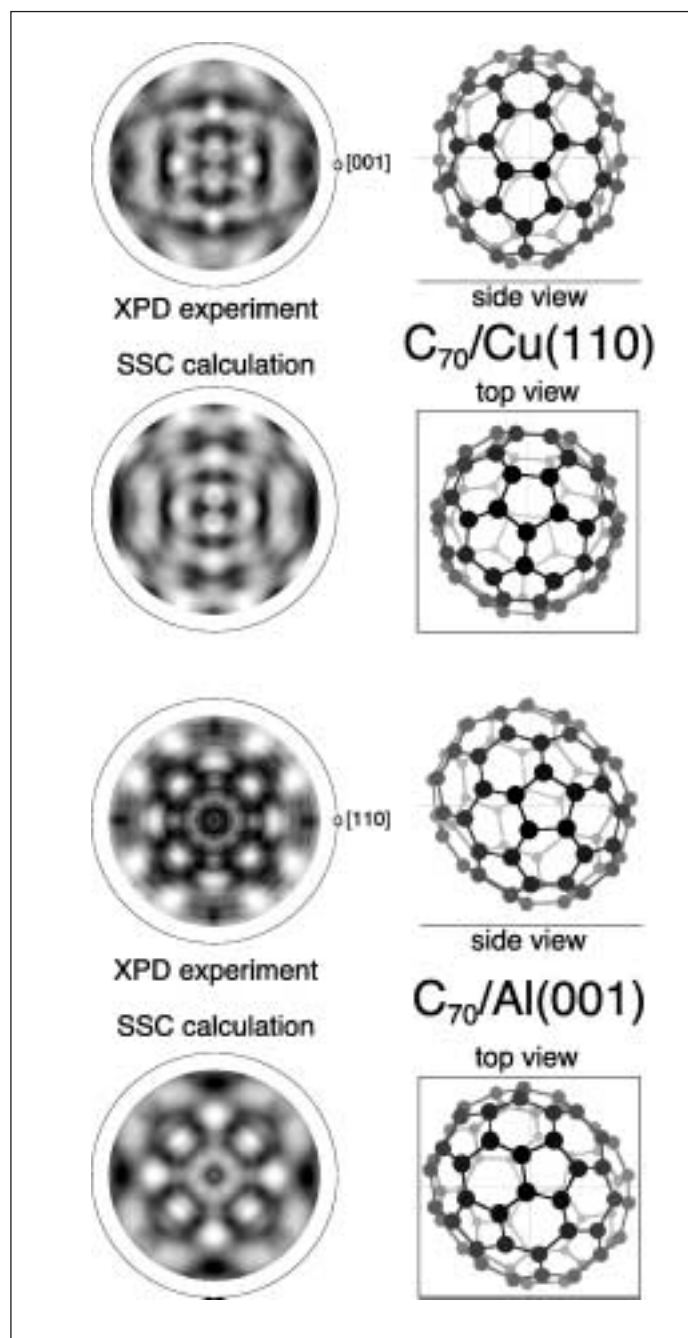 [001]
XPD experiment
side view
C₇₀/Cu(110)
SSC calculation
top view
[110]
XPD experiment
side view
C₇₀/Al(001)
SSC calculation
top view